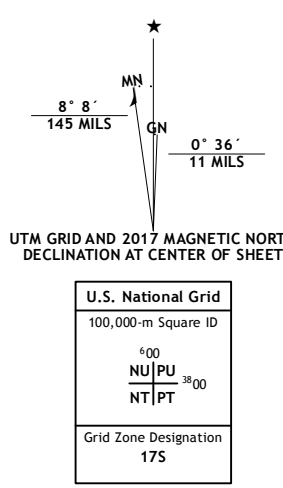 ★
MN
8° 8´
145 MILS
GN
0° 36´
11 MILS
UTM GRID AND 2017 MAGNETIC NORT
DECLINATION AT CENTER OF SHEET
U.S. National Grid
100,000-m Square ID
⁶00
NU PU
³⁸00
NT PT
Grid Zone Designation
17S